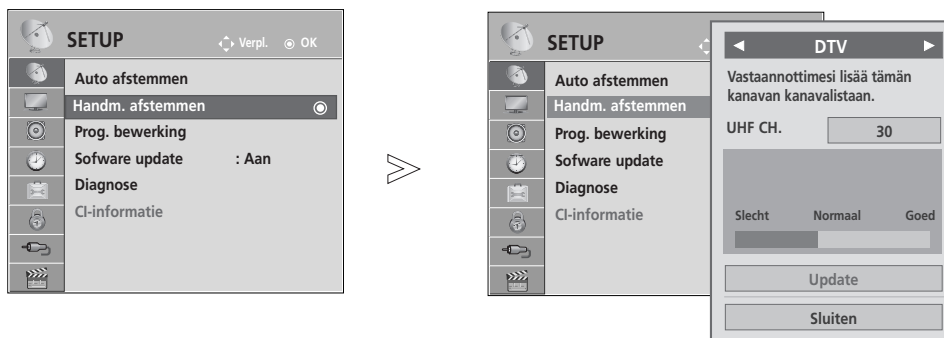 SETUP
Verpl. OK
Auto afstemmen
Handm. afstemmen
Prog. bewerking
Sofware update : Aan
Diagnose
CI-informatie
SETUP
Auto afstemmen
Handm. afstemmen
Prog. bewerking
Sofware update
Diagnose
CI-informatie
DTV
Vastaannottimesi lisää tämän
kanavan kanavalistaan.
UHF CH. 30
Slecht Normaal Goed
Update
Sluiten